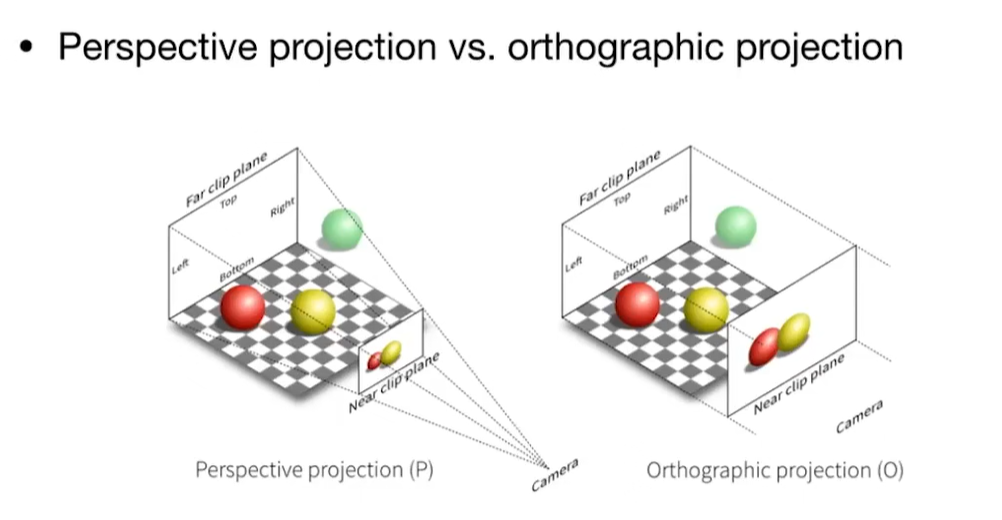 • Perspective projection vs. orthographic projection
Far clip plane
Top
Right
Left
Bottom
Near clip plane
Camera
Perspective projection (P)
Far clip plane
Top
Right
Left
Bottom
Near clip plane
Camera
Orthographic projection (O)